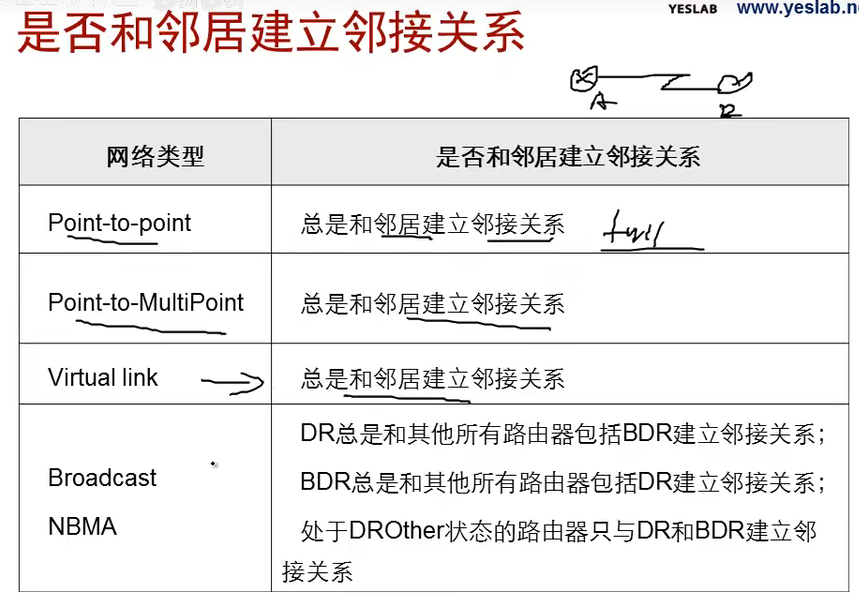 YESLAB www.yeslab.n
是否和邻居建立邻接关系
A
B
网络类型 是否和邻居建立邻接关系
Point-to-point 总是和邻居建立邻接关系 full
Point-to-MultiPoint 总是和邻居建立邻接关系
Virtual link 总是和邻居建立邻接关系
Broadcast
NBMA
DR总是和其他所有路由器包括BDR建立邻接关系；
BDR总是和其他所有路由器包括DR建立邻接关系；
处于DROther状态的路由器只与DR和BDR建立邻
接关系